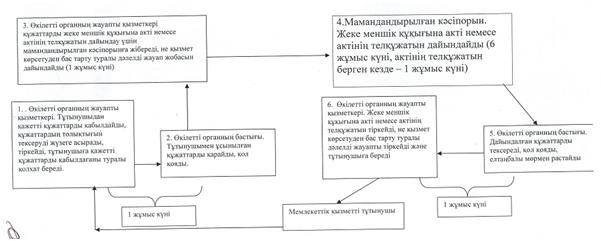 3. Өкілетті органның жауапты қызметкері
құжаттарды жеке меншік құқығына акті немесе
актінің телқұжатын дайындау үшін
мамандандырылған кәсіпорынға жібереді, не қызмет
көрсетуден бас тарту туралы дәлелді жауап жобасын
дайындайды (1 жұмыс күні)
4.Мамандандырылған кәсіпорын.
Жеке меншік құқығына акті немесе
актінің телқұжатын дайындайды (6
жұмыс күні, актінің телқұжатын
берген кезде – 1 жұмыс күні)
1. . Өкілетті органның жауапты
қызметкері. Тұтынушыдан
қажетті құжаттарды қабылдайды,
құжаттардың толықтығын
тексеруді жүзеге асырады,
тіркейді, тұтынушыға қажетті
құжаттарды қабылдағаны туралы
қолхат береді.
2. Өкілетті органның бастығы.
Тұтынушымен ұсынылған
құжаттарды қарайды, қол
қояды.
6. Өкілетті органның жауапты
қызметкері. Жеке меншік
құқығына акті немесе актінің
телқұжатын тіркейді, не қызмет
көрсетуден бас тарту туралы
дәлелді жауапты тіркейді және
тұтынушыға береді
5. Өкілетті органның бастығы.
Дайындалған құжаттарды
тексереді, қол қояды,
елтаңбалы мөрмен растайды
1 жұмыс күні
Мемлекеттік қызметті тұтынушы
1 жұмыс күні